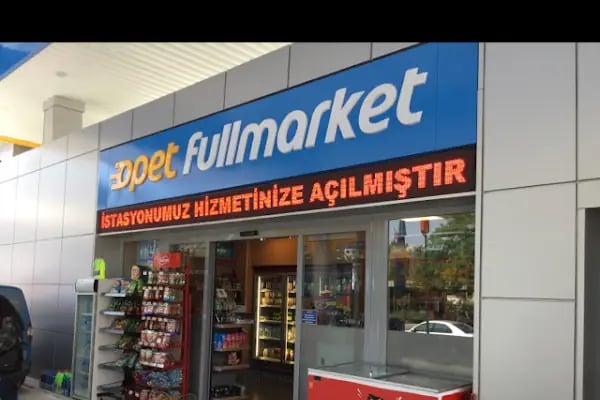 Opet fullmarket
İSTASYONUMUZ HİZMETİNİZE AÇILMIŞTIR